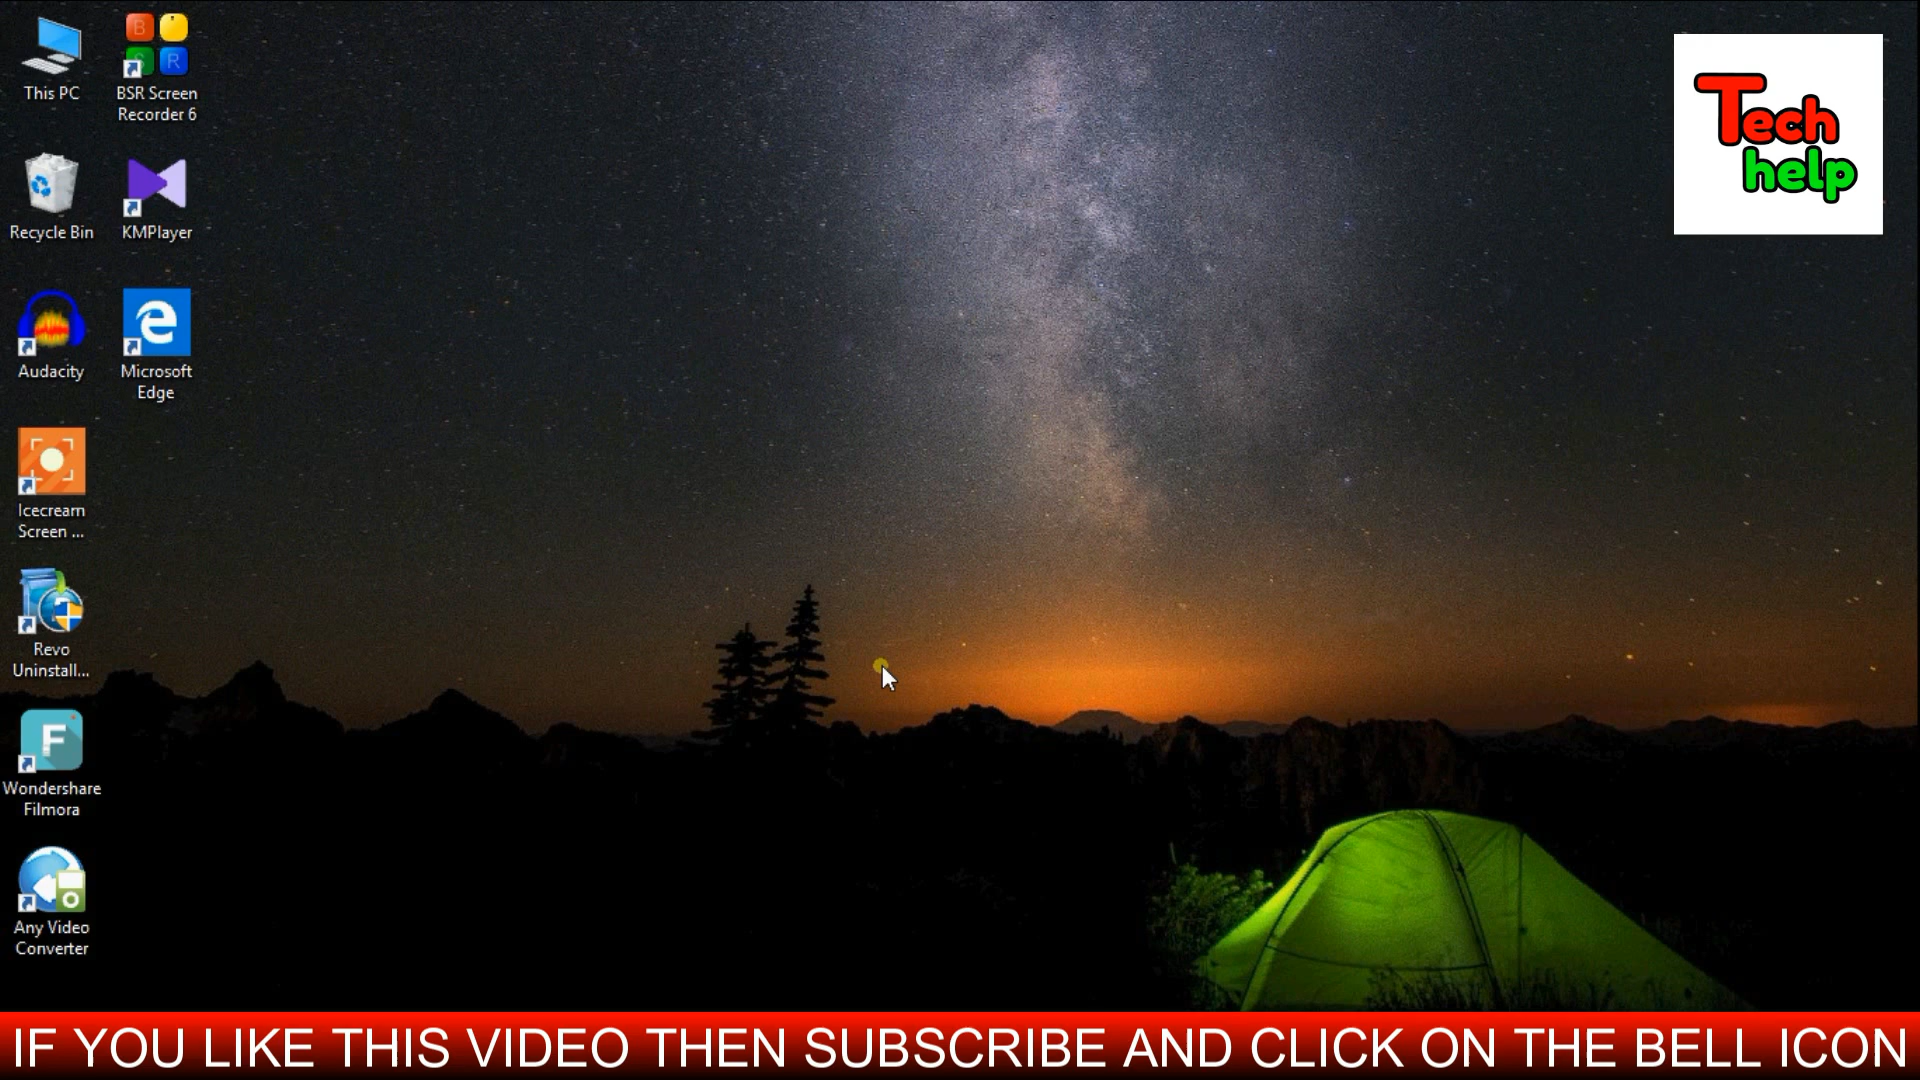 This PC
BSR Screen
Recorder 6
Recycle Bin
KMPlayer
Audacity
Microsoft
Edge
Icecream
Screen ...
Revo
Uninstall...
Wondershare
Filmora
Any Video
Converter
Tech
help
IF YOU LIKE THIS VIDEO THEN SUBSCRIBE AND CLICK ON THE BELL ICON